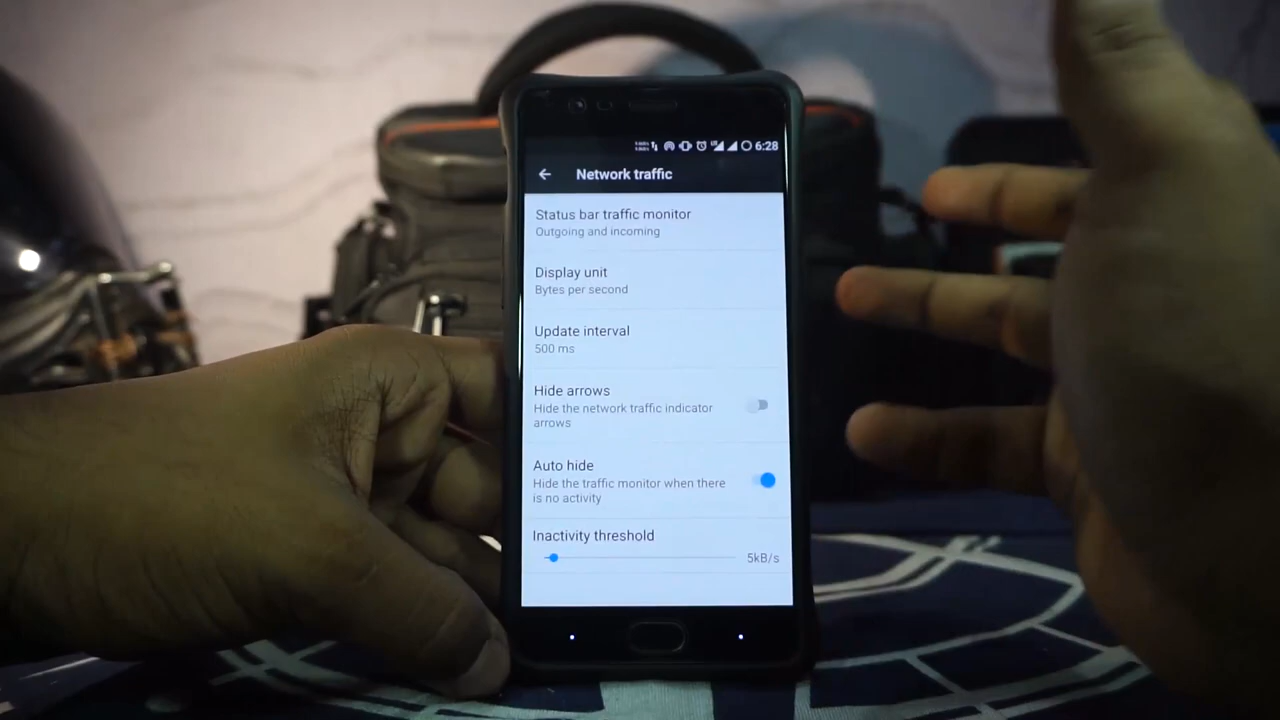 6:28
Network traffic
Status bar traffic monitor
Outgoing and incoming
Display unit
Bytes per second
Update interval
500 ms
Hide arrows
Hide the network traffic indicator
arrows
Auto hide
Hide the traffic monitor when there
is no activity
Inactivity threshold
5kB/s